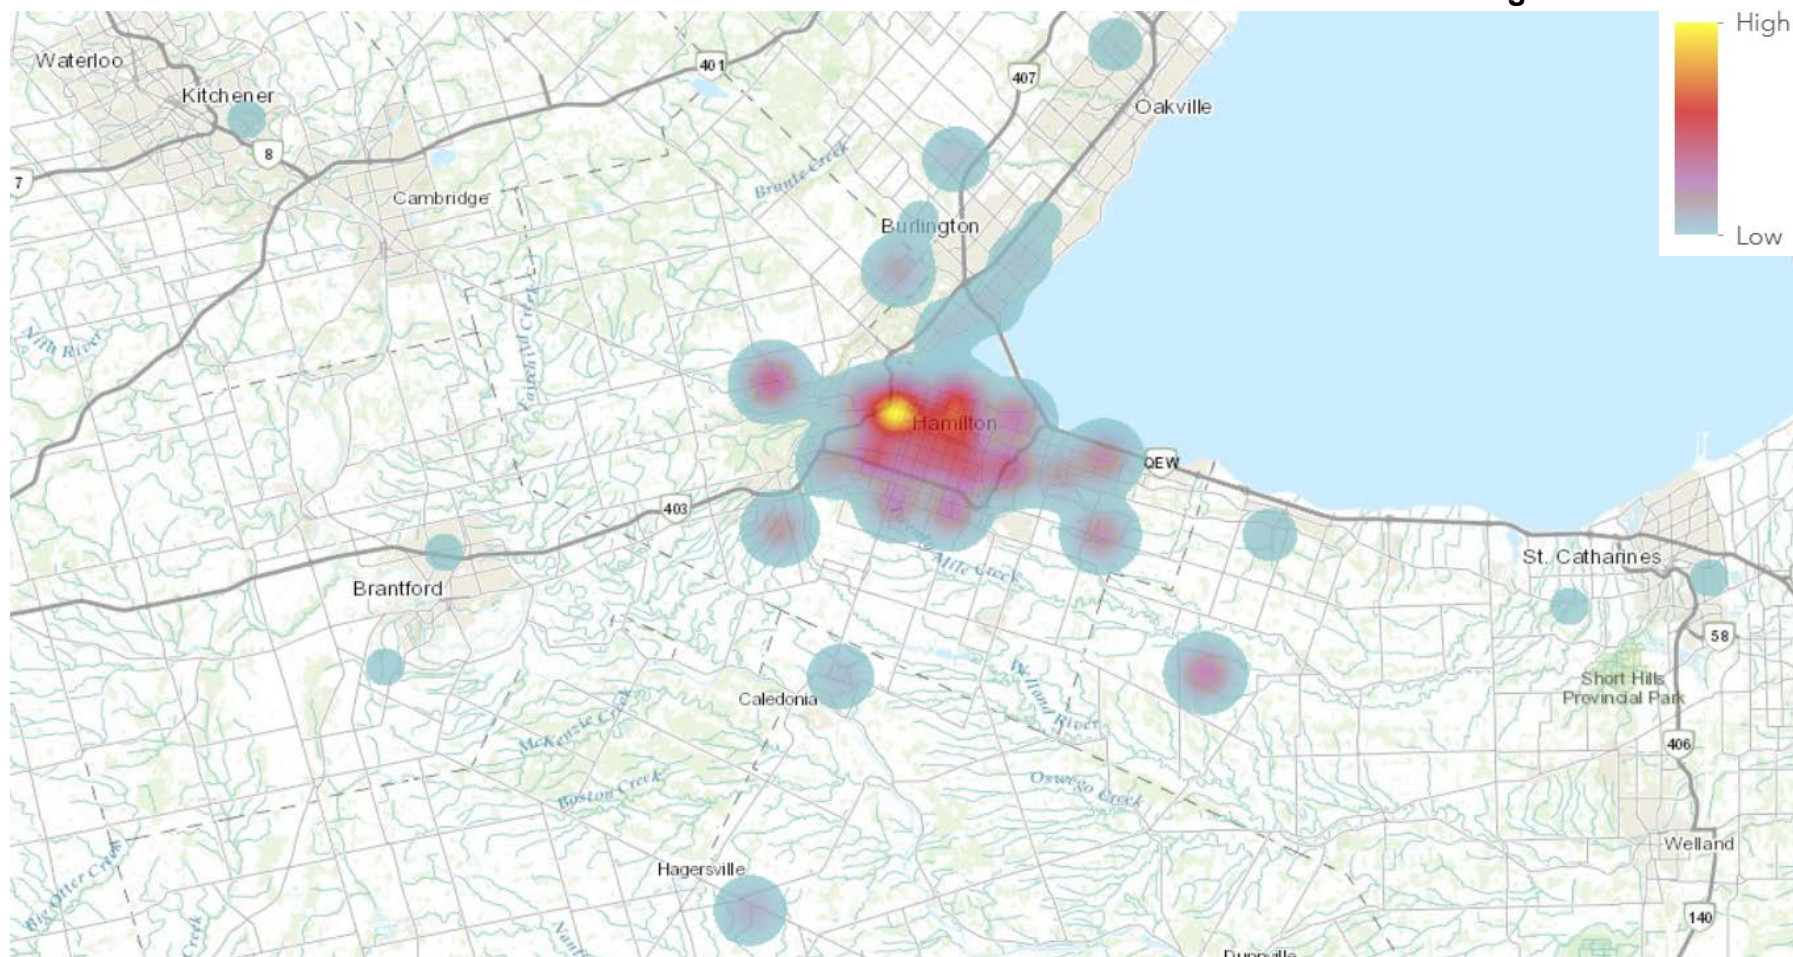 High
Low
Waterloo
Kitchener
401
407
Oakville
8
7
Cambridge
Bronte Creek
Burlington
Nith River
Fairchild Creek
Hamilton
QEW
403
Brantford
St. Catharines
58
Short Hills
Provincial Park
Caledonia
Welland River
McKenzie Creek
406
Boston Creek
Oswego Creek
Welland
Hagersville
Big Otter Creek
Creek
140